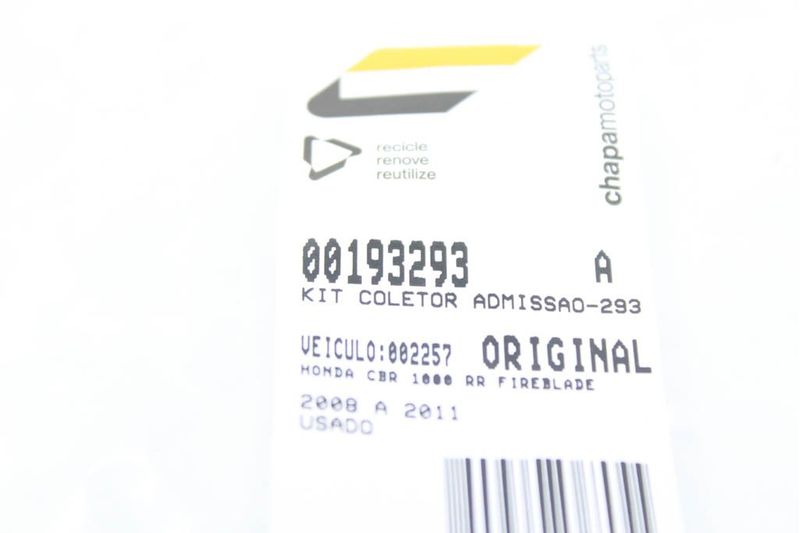 chapamotoparts
recicle
renove
reutilize
00193293 A
KIT COLETOR ADMISSAO-293
VEICULO:002257 ORIGINAL
HONDA CBR 1000 RR FIREBLADE
2008 A 2011
USADO